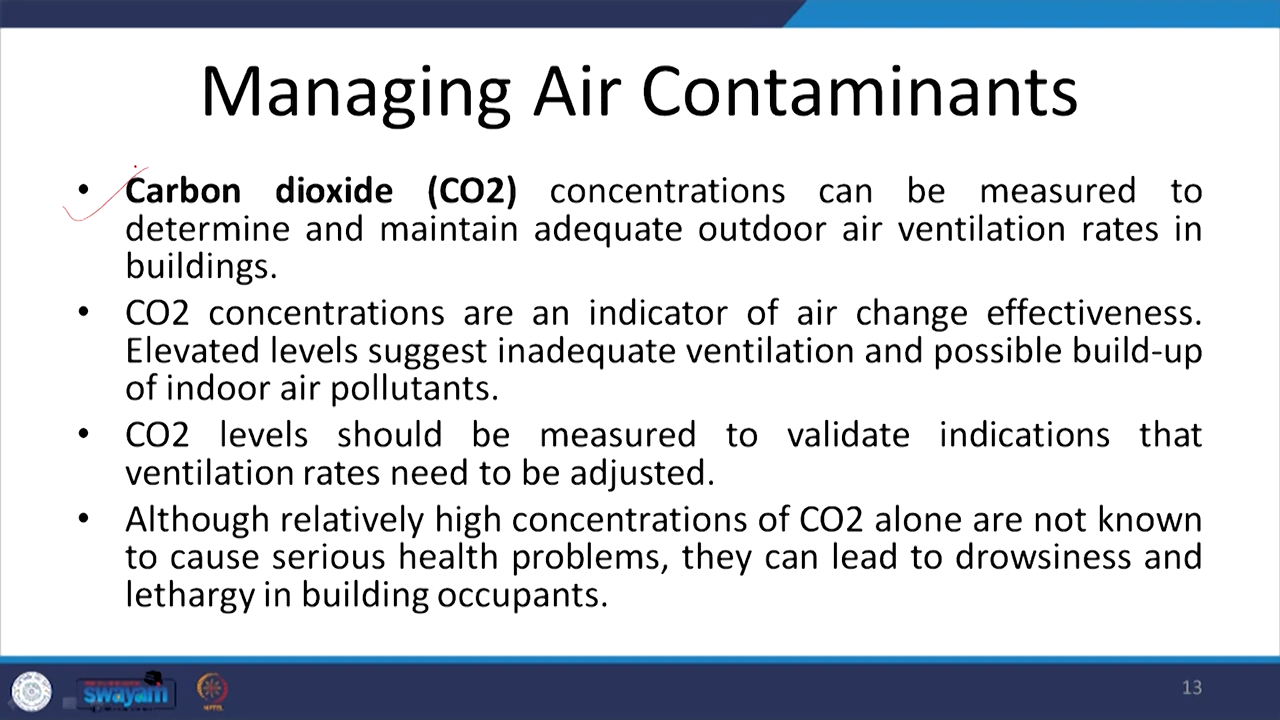 Managing Air Contaminants
• Carbon dioxide (CO2) concentrations can be measured to
determine and maintain adequate outdoor air ventilation rates in
buildings.
• CO2 concentrations are an indicator of air change effectiveness.
Elevated levels suggest inadequate ventilation and possible build-up
of indoor air pollutants.
• CO2 levels should be measured to validate indications that
ventilation rates need to be adjusted.
• Although relatively high concentrations of CO2 alone are not known
to cause serious health problems, they can lead to drowsiness and
lethargy in building occupants.
swayam
13